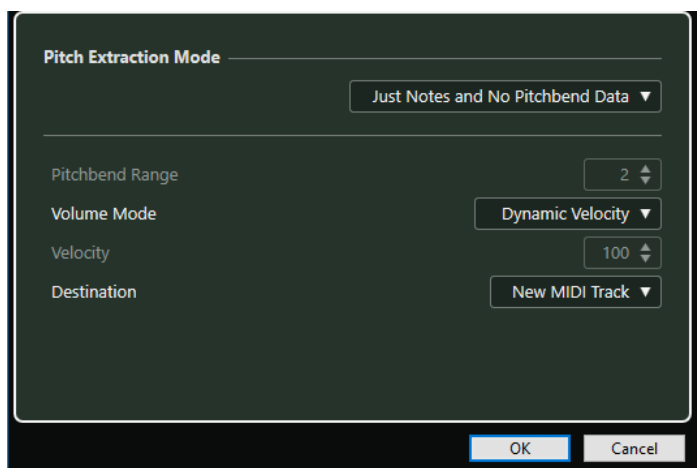 Pitch Extraction Mode
Just Notes and No Pitchbend Data
Pitchbend Range 2
Volume Mode Dynamic Velocity
Velocity 100
Destination New MIDI Track
OK Cancel